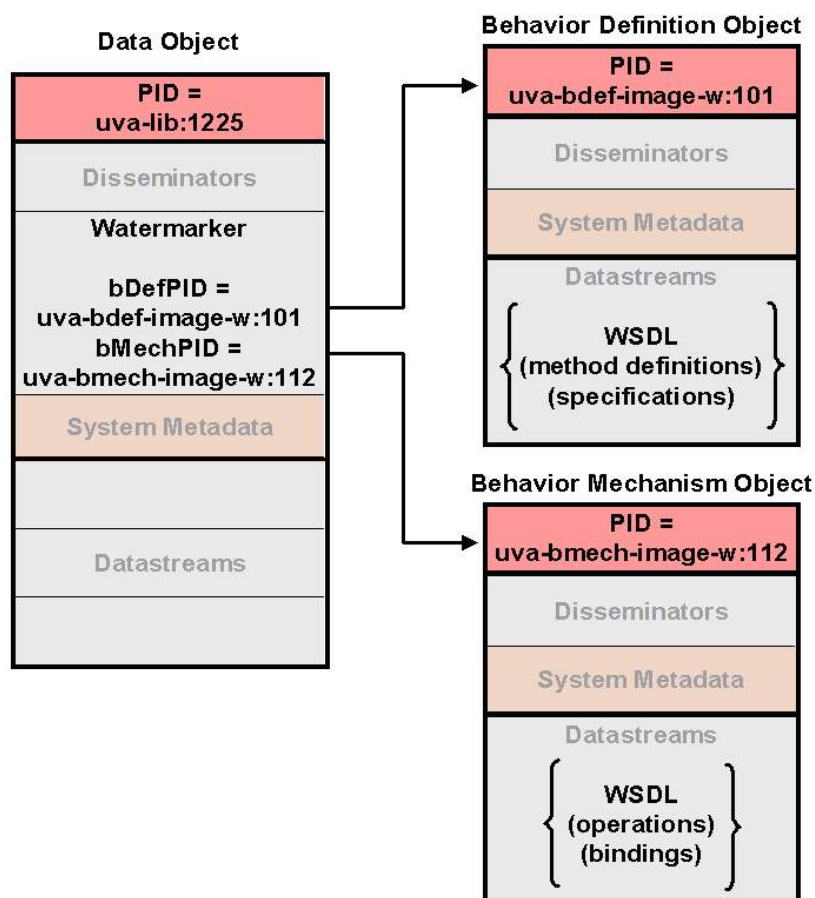 Data Object
PID =
uva-lib:1225
Disseminators
Watermarker
bDefPID =
uva-bdef-image-w:101
bMechPID =
uva-bmech-image-w:112
System Metadata
Datastreams
Behavior Definition Object
PID =
uva-bdef-image-w:101
Disseminators
System Metadata
Datastreams
WSDL
(method definitions)
(specifications)
Behavior Mechanism Object
PID =
uva-bmech-image-w:112
Disseminators
System Metadata
Datastreams
WSDL
(operations)
(bindings)